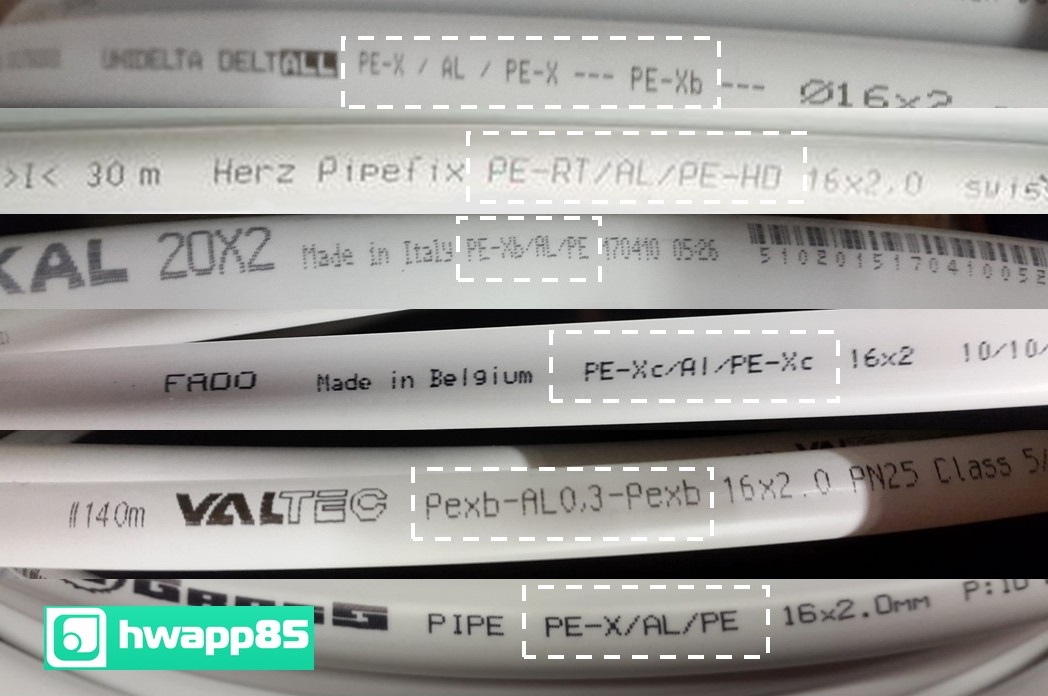 UNIDELTA DELTALL PE-X / AL / PE-X --- PE-Xb --- Ø16x2
>I< 30 m Herz Pipefix PE-RT/AL/PE-HD 16x2,0
KAL 20X2 Made in Italy PE-Xb/AL/PE 170410 05:26
FADO Made in Belgium PE-Xc/Al/PE-Xc 16x2 10/10/
140m VALTEC Pexb-AL0,3-Pexb 16x2.0 PN25 Class 5/
PIPE PE-X/AL/PE 16x2.0mm P:10
hwapp85